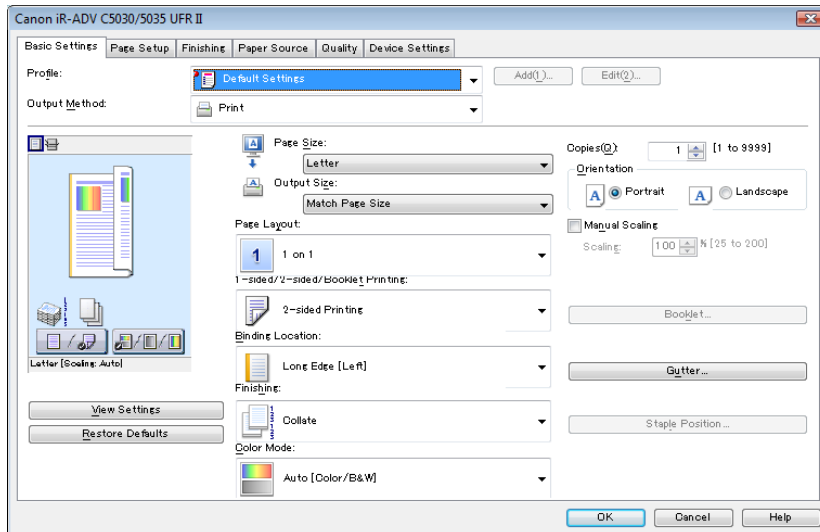 Canon iR-ADV C5030/5035 UFR II
Basic Settings Page Setup Finishing Paper Source Quality Device Settings
Profile: Default Settings Add(1)... Edit(2)...
Output Method: Print
Page Size:
Letter
Output Size:
Match Page Size
Copies(Q): 1 [1 to 9999]
Orientation
A Portrait A Landscape
Manual Scaling
Scaling: 100 % [25 to 200]
Page Layout:
1 1 on 1
1-sided/2-sided/Booklet Printing:
2-sided Printing
Booklet...
Binding Location:
Long Edge [Left]
Gutter...
Letter [Scaling: Auto]
Finishing:
Collate
Staple Position...
View Settings
Restore Defaults
Color Mode:
Auto [Color/B&W]
OK Cancel Help